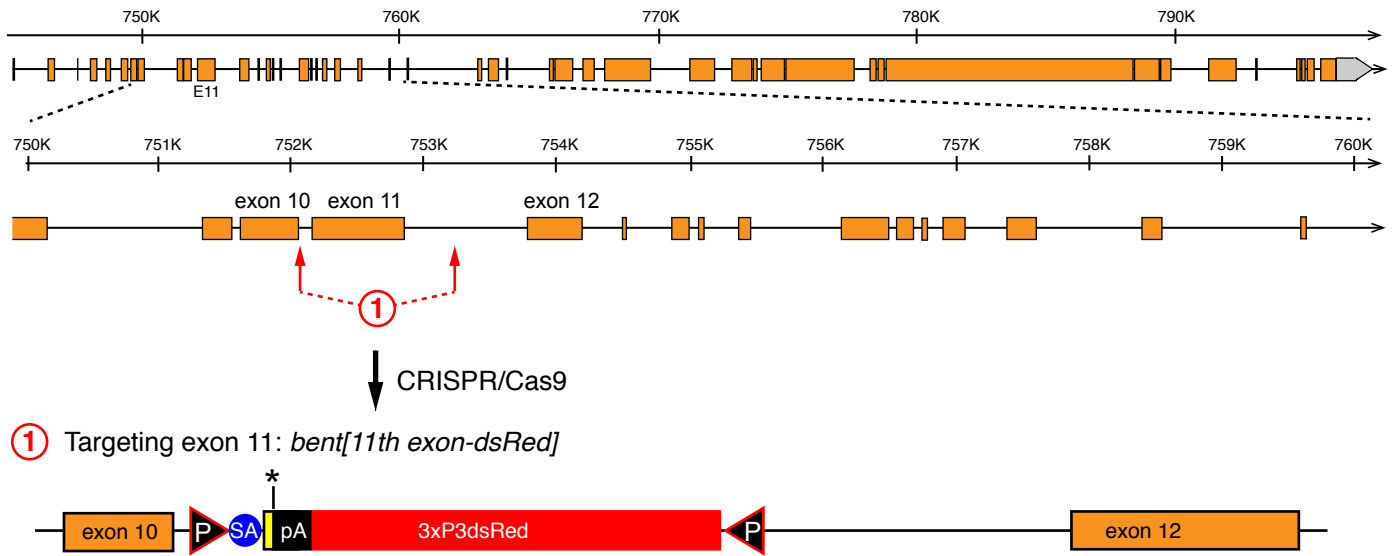 750K 760K 770K 780K 790K
E11
750K 751K 752K 753K 754K 755K 756K 757K 758K 759K 760K
exon 10 exon 11 exon 12
1
CRISPR/Cas9
1 Targeting exon 11: bent[11th exon-dsRed]
*
exon 10 P SA pA 3xP3dsRed P exon 12